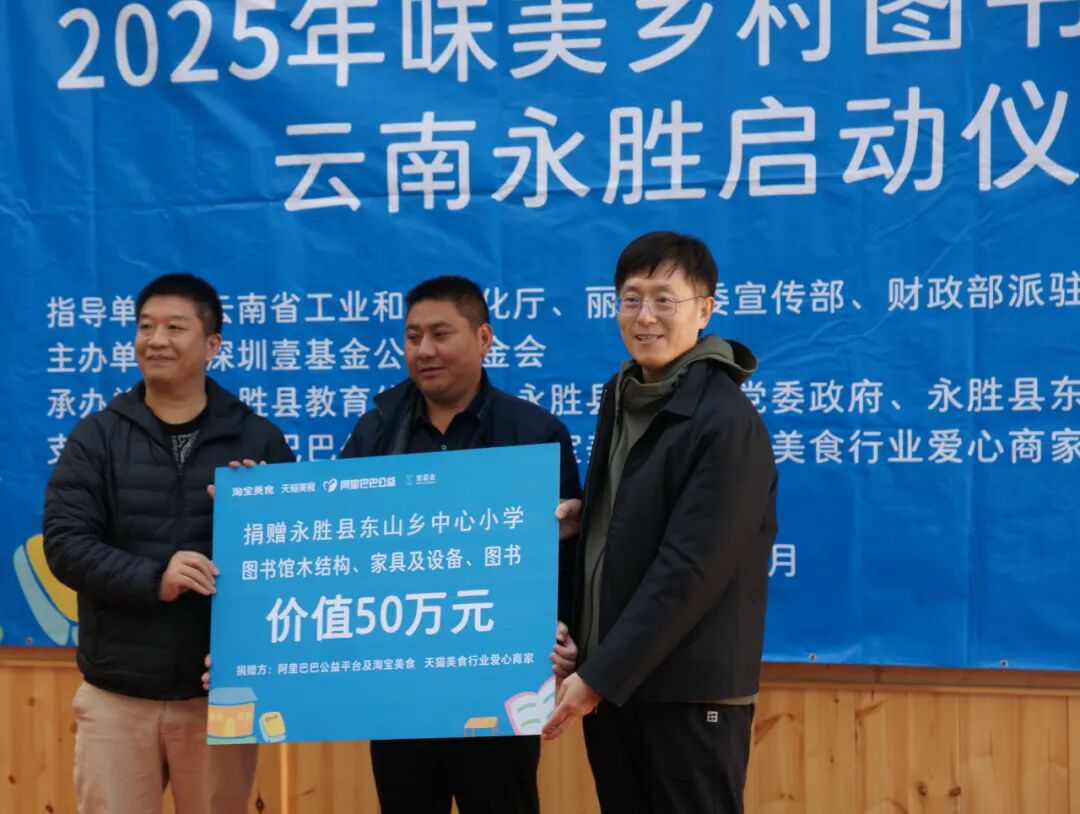 2025年味美乡村图书
云南永胜启动仪
指导单 云南省工业和 化厅、丽 委宣传部、财政部派驻
主办单 深圳壹基金公 金会
承办 胜县教育 永胜县 党委政府、永胜县东
支 巴巴公 美食行业爱心商家
月
淘宝美食 天猫美食 阿里巴巴公益 壹基金
捐赠永胜县东山乡中心小学
图书馆木结构、家具及设备、图书
价值50万元
捐赠方：阿里巴巴公益平台及淘宝美食 天猫美食行业爱心商家